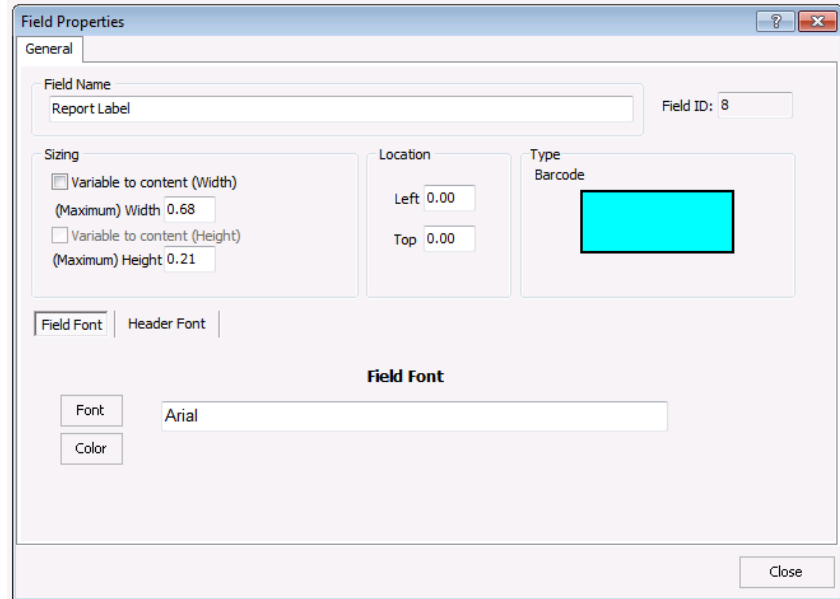 Field Properties
?
General
Field Name
Report Label
Field ID: 8
Sizing
Variable to content (Width)
(Maximum) Width 0.68
Variable to content (Height)
(Maximum) Height 0.21
Location
Left 0.00
Top 0.00
Type
Barcode
Field Font
Header Font
Field Font
Font
Arial
Color
Close